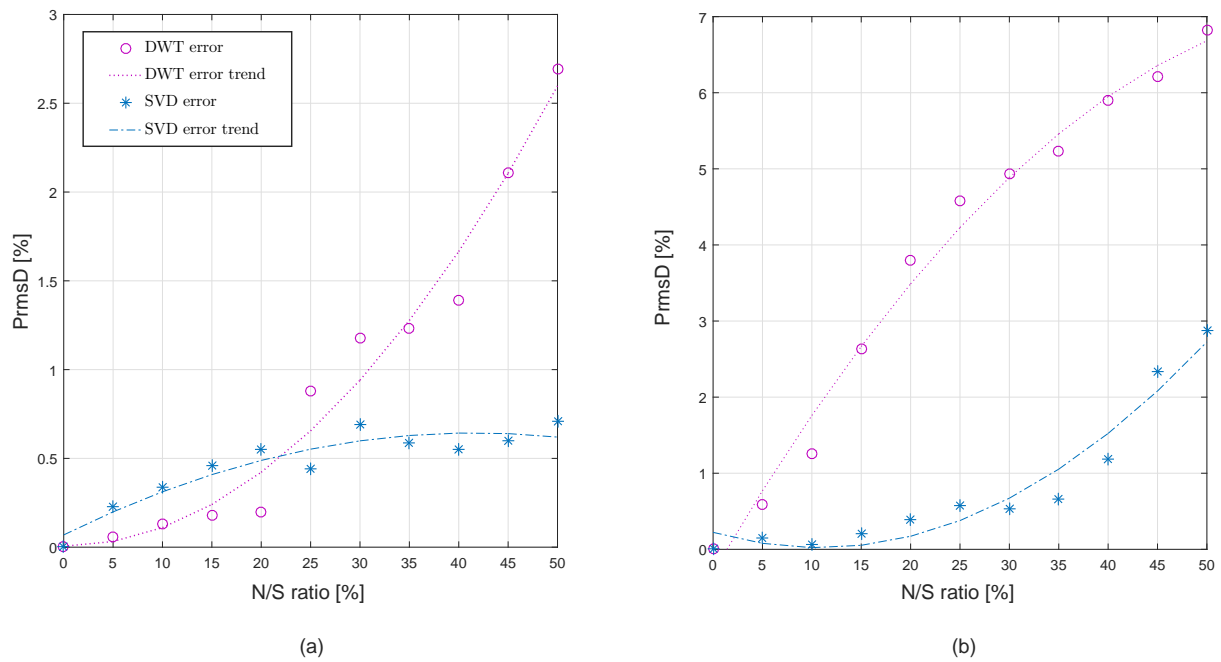 DWT error
DWT error trend
SVD error
SVD error trend
3
2.5
2
1.5
1
0.5
0
PrmsD [%]
0 5 10 15 20 25 30 35 40 45 50
N/S ratio [%]
(a)
7
6
5
4
3
2
1
0
PrmsD [%]
0 5 10 15 20 25 30 35 40 45 50
N/S ratio [%]
(b)